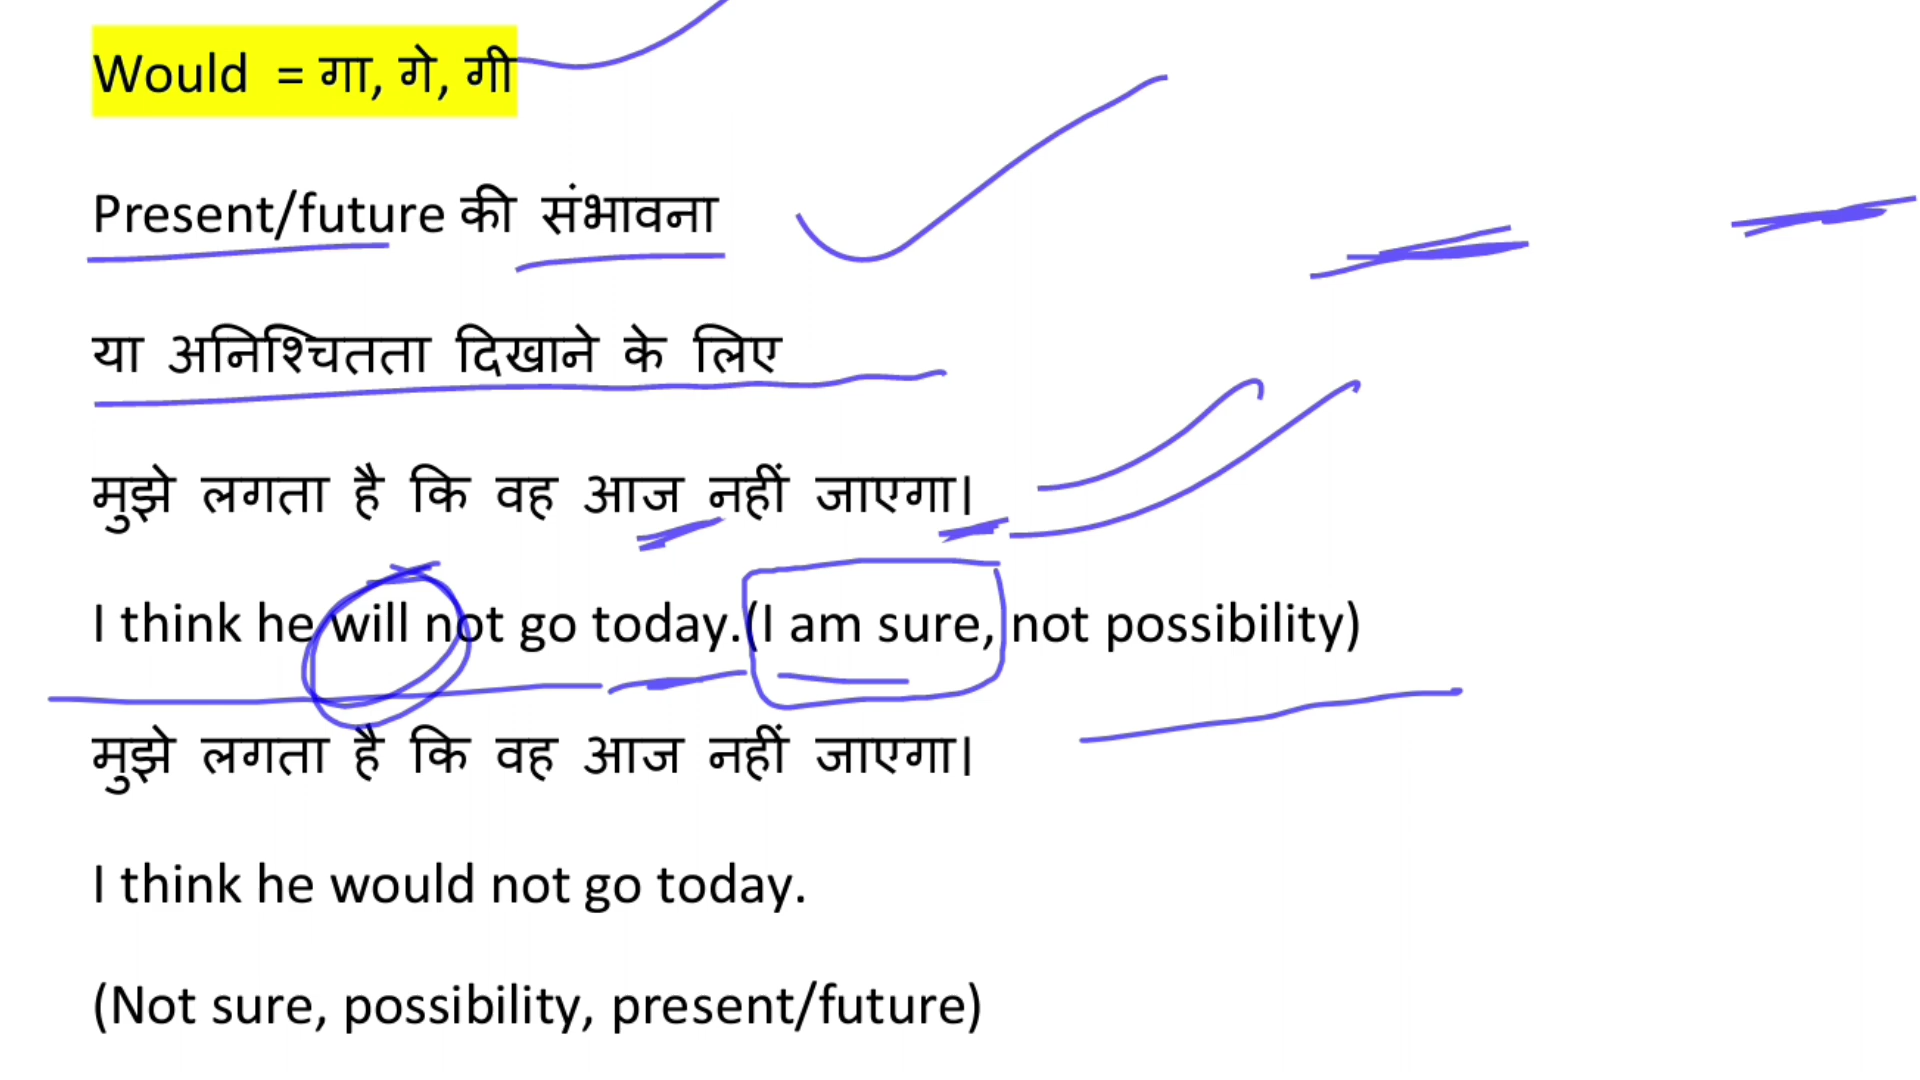 Would = गा, गे, गी
Present/future की संभावना
या अनिश्चितता दिखाने के लिए
मुझे लगता है कि वह आज नहीं जाएगा।
I think he will not go today.(I am sure, not possibility)
मुझे लगता है कि वह आज नहीं जाएगा।
I think he would not go today.
(Not sure, possibility, present/future)